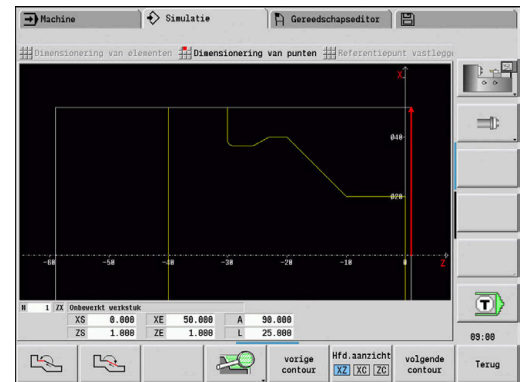 Machine Simulatie Gereedschapseditor
Dimensionering van elementen Dimensionering van punten Referentiepunt vastlegge
X
Ø40
Ø20
-60 -50 -40 -30 -20 -10 0 Z
N 1 ZX Onbewerkt werkstuk
XS 0.000 XE 50.000 A 90.000
ZS 1.000 ZE 1.000 L 25.000
T
09:08
vorige contour
Hfd.aanzicht
XZ XC ZC
volgende contour
Terug